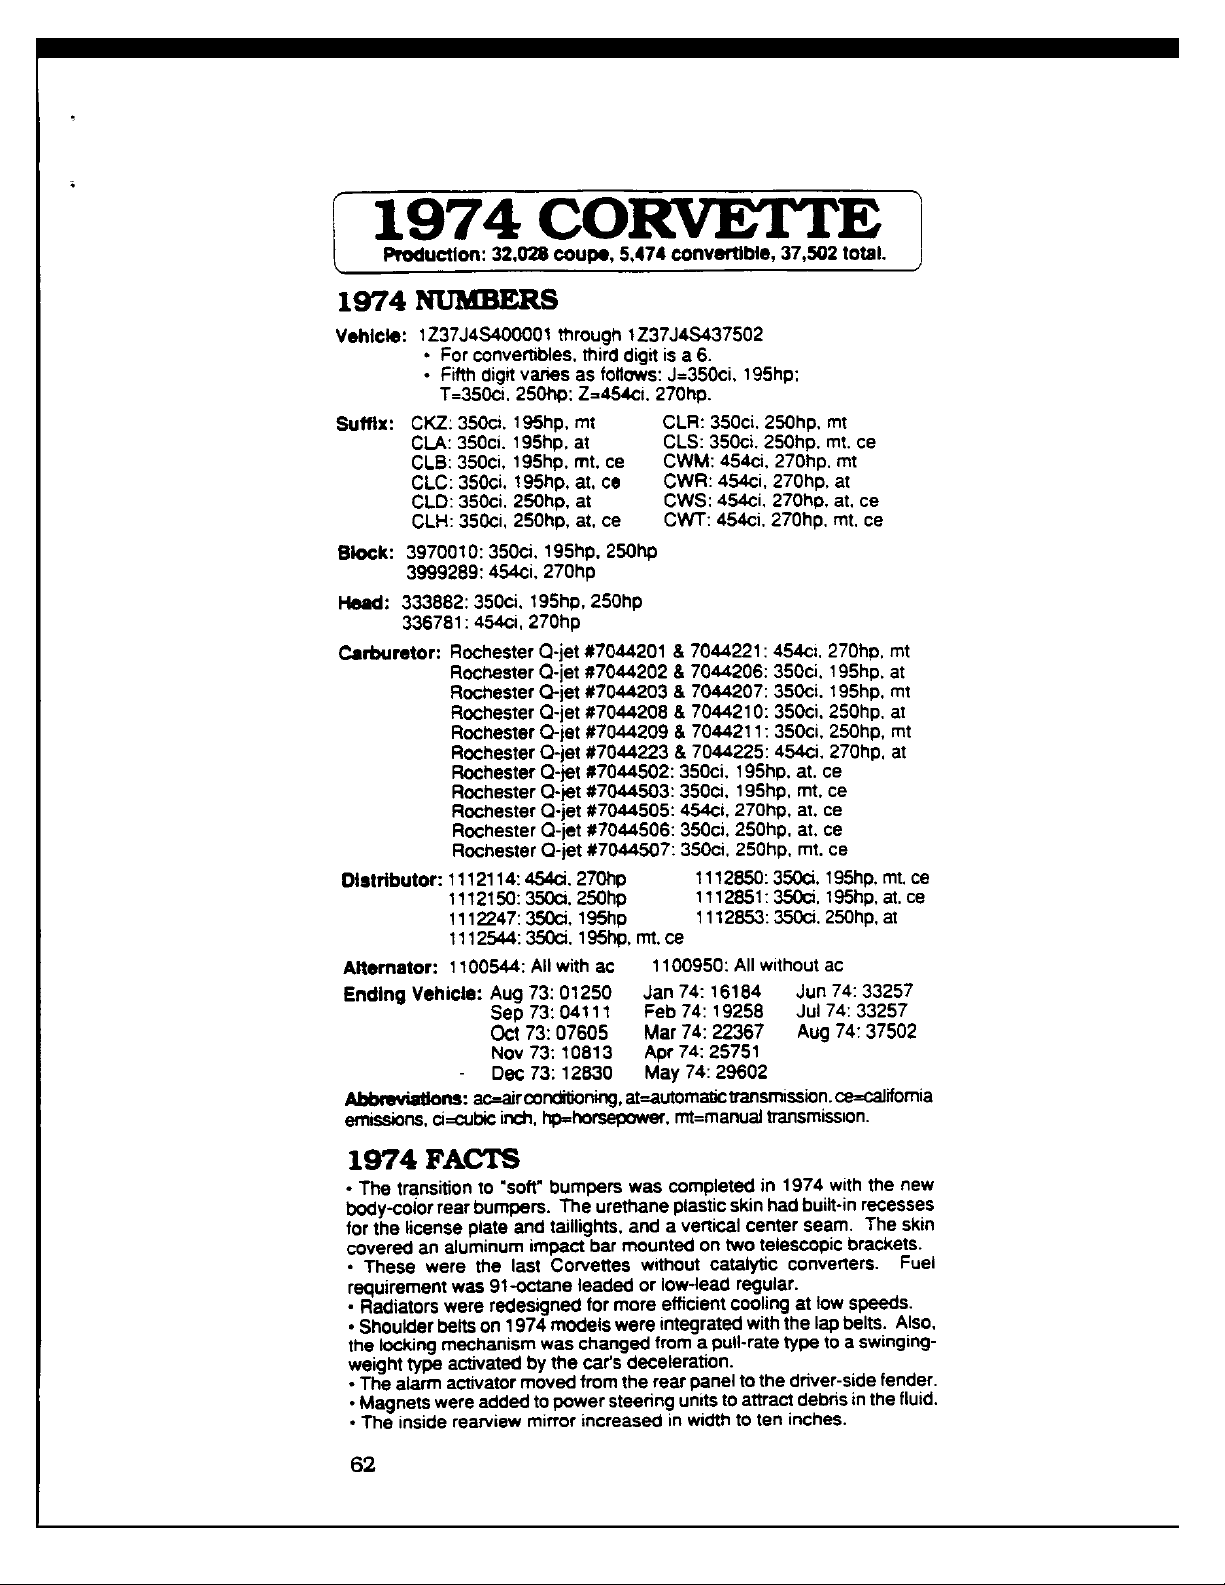 1974 CORVETTE
Production: 32,028 coupe, 5,474 convertible, 37,502 total.
1974 NUMBERS
Vehicle: 1Z37J4S400001 through 1Z37J4S437502
• For convertibles, third digit is a 6.
• Fifth digit varies as follows: J=350ci, 195hp;
T=350ci, 250hp; Z=454ci, 270hp.
Suffix: CKZ: 350ci, 195hp, mt CLR: 350ci, 250hp, mt
CLA: 350ci, 195hp, at CLS: 350ci, 250hp, mt, ce
CLB: 350ci, 195hp, mt, ce CWM: 454ci, 270hp, mt
CLC: 350ci, 195hp, at, ce CWR: 454ci, 270hp, at
CLD: 350ci, 250hp, at CWS: 454ci, 270hp, at, ce
CLH: 350ci, 250hp, at, ce CWT: 454ci, 270hp, mt, ce
Block: 3970010: 350ci, 195hp, 250hp
3999289: 454ci, 270hp
Head: 333882: 350ci, 195hp, 250hp
336781: 454ci, 270hp
Carburetor: Rochester Q-jet #7044201 & 7044221: 454ci, 270hp, mt
Rochester Q-jet #7044202 & 7044206: 350ci, 195hp, at
Rochester Q-jet #7044203 & 7044207: 350ci, 195hp, mt
Rochester Q-jet #7044208 & 7044210: 350ci, 250hp, at
Rochester Q-jet #7044209 & 7044211: 350ci, 250hp, mt
Rochester Q-jet #7044223 & 7044225: 454ci, 270hp, at
Rochester Q-jet #7044502: 350ci, 195hp, at, ce
Rochester Q-jet #7044503: 350ci, 195hp, mt, ce
Rochester Q-jet #7044505: 454ci, 270hp, at, ce
Rochester Q-jet #7044506: 350ci, 250hp, at, ce
Rochester Q-jet #7044507: 350ci, 250hp, mt, ce
Distributor: 1112114: 454ci, 270hp 1112850: 350ci, 195hp, mt, ce
1112150: 350ci, 250hp 1112851: 350ci, 195hp, at, ce
1112247: 350ci, 195hp 1112853: 350ci, 250hp, at
1112544: 350ci, 195hp, mt, ce
Alternator: 1100544: All with ac 1100950: All without ac
Ending Vehicle: Aug 73: 01250 Jan 74: 16184 Jun 74: 33257
Sep 73: 04111 Feb 74: 19258 Jul 74: 33257
Oct 73: 07605 Mar 74: 22367 Aug 74: 37502
Nov 73: 10813 Apr 74: 25751
Dec 73: 12830 May 74: 29602
Abbreviations: ac=air conditioning, at=automatic transmission, ce=california
emissions, ci=cubic inch, hp=horsepower, mt=manual transmission.
1974 FACTS
• The transition to "soft" bumpers was completed in 1974 with the new
body-color rear bumpers. The urethane plastic skin had built-in recesses
for the license plate and taillights, and a vertical center seam. The skin
covered an aluminum impact bar mounted on two telescopic brackets.
• These were the last Corvettes without catalytic converters. Fuel
requirement was 91-octane leaded or low-lead regular.
• Radiators were redesigned for more efficient cooling at low speeds.
• Shoulder belts on 1974 models were integrated with the lap belts. Also,
the locking mechanism was changed from a pull-rate type to a swinging-
weight type activated by the car's deceleration.
• The alarm activator moved from the rear panel to the driver-side fender.
• Magnets were added to power steering units to attract debris in the fluid.
• The inside rearview mirror increased in width to ten inches.
62